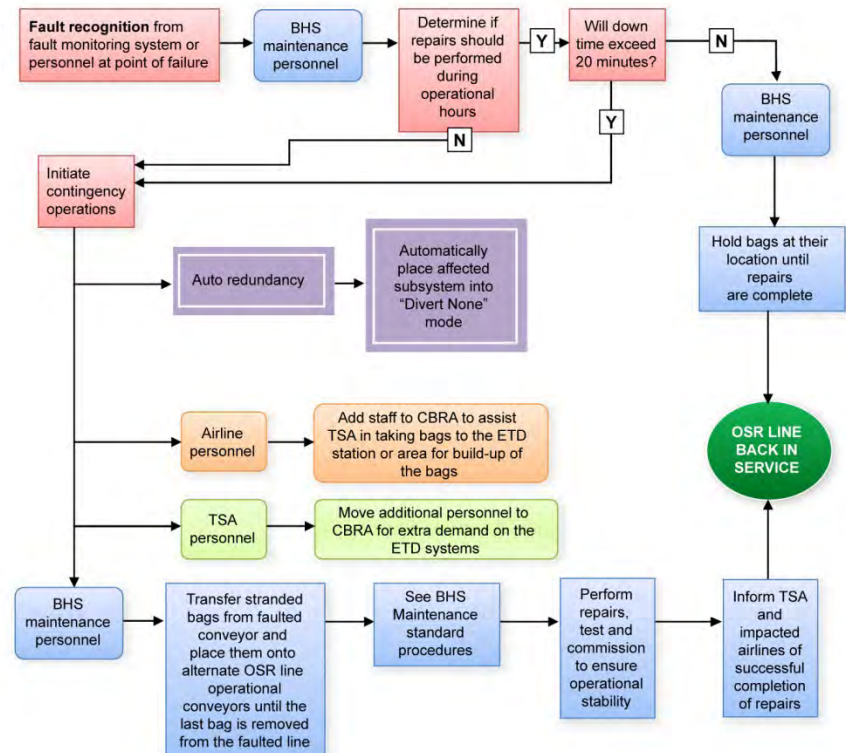 Fault recognition from
fault monitoring system or
personnel at point of failure
BHS
maintenance
personnel
Determine if
repairs should
be performed
during
operational
hours
Y
Will down
time exceed
20 minutes?
N
BHS
maintenance
personnel
Y
N
Initiate
contingency
operations
Auto redundancy
Automatically
place affected
subsystem into
“Divert None”
mode
Hold bags at their
location until
repairs
are complete
Airline
personnel
Add staff to CBRA to assist
TSA in taking bags to the ETD
station or area for build-up of
the bags
OSR LINE
BACK IN
SERVICE
TSA
personnel
Move additional personnel to
CBRA for extra demand on the
ETD systems
BHS
maintenance
personnel
Transfer stranded
bags from faulted
conveyor and
place them onto
alternate OSR line
operational
conveyors until the
last bag is removed
from the faulted line
See BHS
Maintenance
standard
procedures
Perform
repairs,
test and
commission
to ensure
operational
stability
Inform TSA
and
impacted
airlines of
successful
completion
of repairs